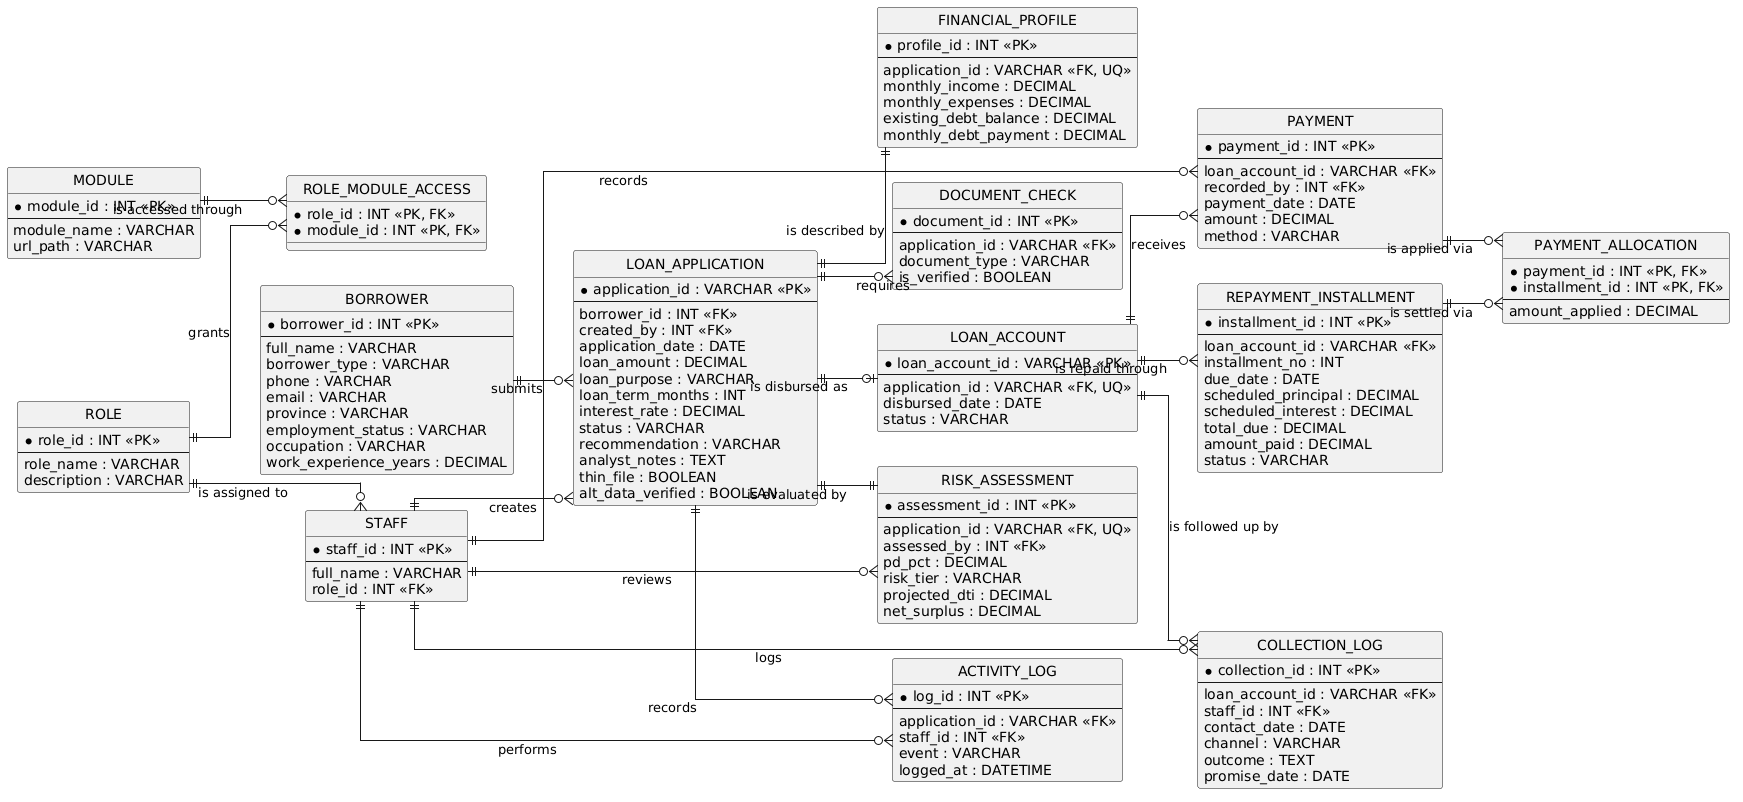 FINANCIAL_PROFILE
profile_id : INT «PK»
application_id : VARCHAR «FK, UQ»
monthly_income : DECIMAL
monthly_expenses : DECIMAL
existing_debt_balance : DECIMAL
monthly_debt_payment : DECIMAL
PAYMENT
payment_id : INT «PK»
loan_account_id : VARCHAR «FK»
recorded_by : INT «FK»
payment_date : DATE
amount : DECIMAL
method : VARCHAR
MODULE
module_id : INT «PK»
module_name : VARCHAR
url_path : VARCHAR
is accessed through
ROLE_MODULE_ACCESS
role_id : INT «PK, FK»
module_id : INT «PK, FK»
records
DOCUMENT_CHECK
document_id : INT «PK»
application_id : VARCHAR «FK»
document_type : VARCHAR
is_verified : BOOLEAN
is described by
requires
receives
is applied via
PAYMENT_ALLOCATION
payment_id : INT «PK, FK»
installment_id : INT «PK, FK»
amount_applied : DECIMAL
is settled via
LOAN_APPLICATION
application_id : VARCHAR «PK»
borrower_id : INT «FK»
created_by : INT «FK»
application_date : DATE
loan_amount : DECIMAL
loan_purpose : VARCHAR
loan_term_months : INT
interest_rate : DECIMAL
status : VARCHAR
recommendation : VARCHAR
analyst_notes : TEXT
thin_file : BOOLEAN
alt_data_verified : BOOLEAN
BORROWER
borrower_id : INT «PK»
full_name : VARCHAR
borrower_type : VARCHAR
phone : VARCHAR
email : VARCHAR
province : VARCHAR
employment_status : VARCHAR
occupation : VARCHAR
work_experience_years : DECIMAL
grants
submits
LOAN_ACCOUNT
loan_account_id : VARCHAR «PK»
application_id : VARCHAR «FK, UQ»
disbursed_date : DATE
status : VARCHAR
is disbursed as
is repaid through
REPAYMENT_INSTALLMENT
installment_id : INT «PK»
loan_account_id : VARCHAR «FK»
installment_no : INT
due_date : DATE
scheduled_principal : DECIMAL
scheduled_interest : DECIMAL
total_due : DECIMAL
amount_paid : DECIMAL
status : VARCHAR
ROLE
role_id : INT «PK»
role_name : VARCHAR
description : VARCHAR
is assigned to
creates
is evaluated by
RISK_ASSESSMENT
assessment_id : INT «PK»
application_id : VARCHAR «FK, UQ»
assessed_by : INT «FK»
pd_pct : DECIMAL
risk_tier : VARCHAR
projected_dti : DECIMAL
net_surplus : DECIMAL
STAFF
staff_id : INT «PK»
full_name : VARCHAR
role_id : INT «FK»
reviews
is followed up by
logs
records
performs
ACTIVITY_LOG
log_id : INT «PK»
application_id : VARCHAR «FK»
staff_id : INT «FK»
event : VARCHAR
logged_at : DATETIME
COLLECTION_LOG
collection_id : INT «PK»
loan_account_id : VARCHAR «FK»
staff_id : INT «FK»
contact_date : DATE
channel : VARCHAR
outcome : TEXT
promise_date : DATE